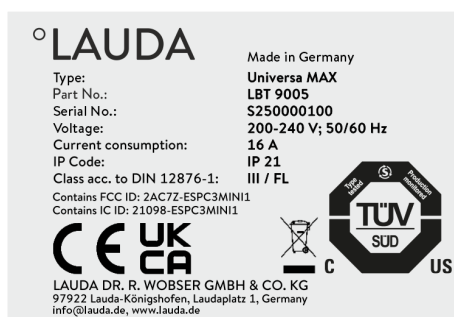 °LAUDA
Made in Germany
Type: Universa MAX
Part No.: LBT 9005
Serial No.: S250000100
Voltage: 200-240 V; 50/60 Hz
Current consumption: 16 A
IP Code: IP 21
Class acc. to DIN 12876-1: III / FL
Contains FCC ID: 2AC7Z-ESPC3MINI1
Contains IC ID: 21098-ESPC3MINI1
CE UK CA
Type tested
S
Production monitored
TÜV
SÜD
C US
LAUDA DR. R. WOBSER GMBH & CO. KG
97922 Lauda-Königshofen, Laudaplatz 1, Germany
info@lauda.de, www.lauda.de